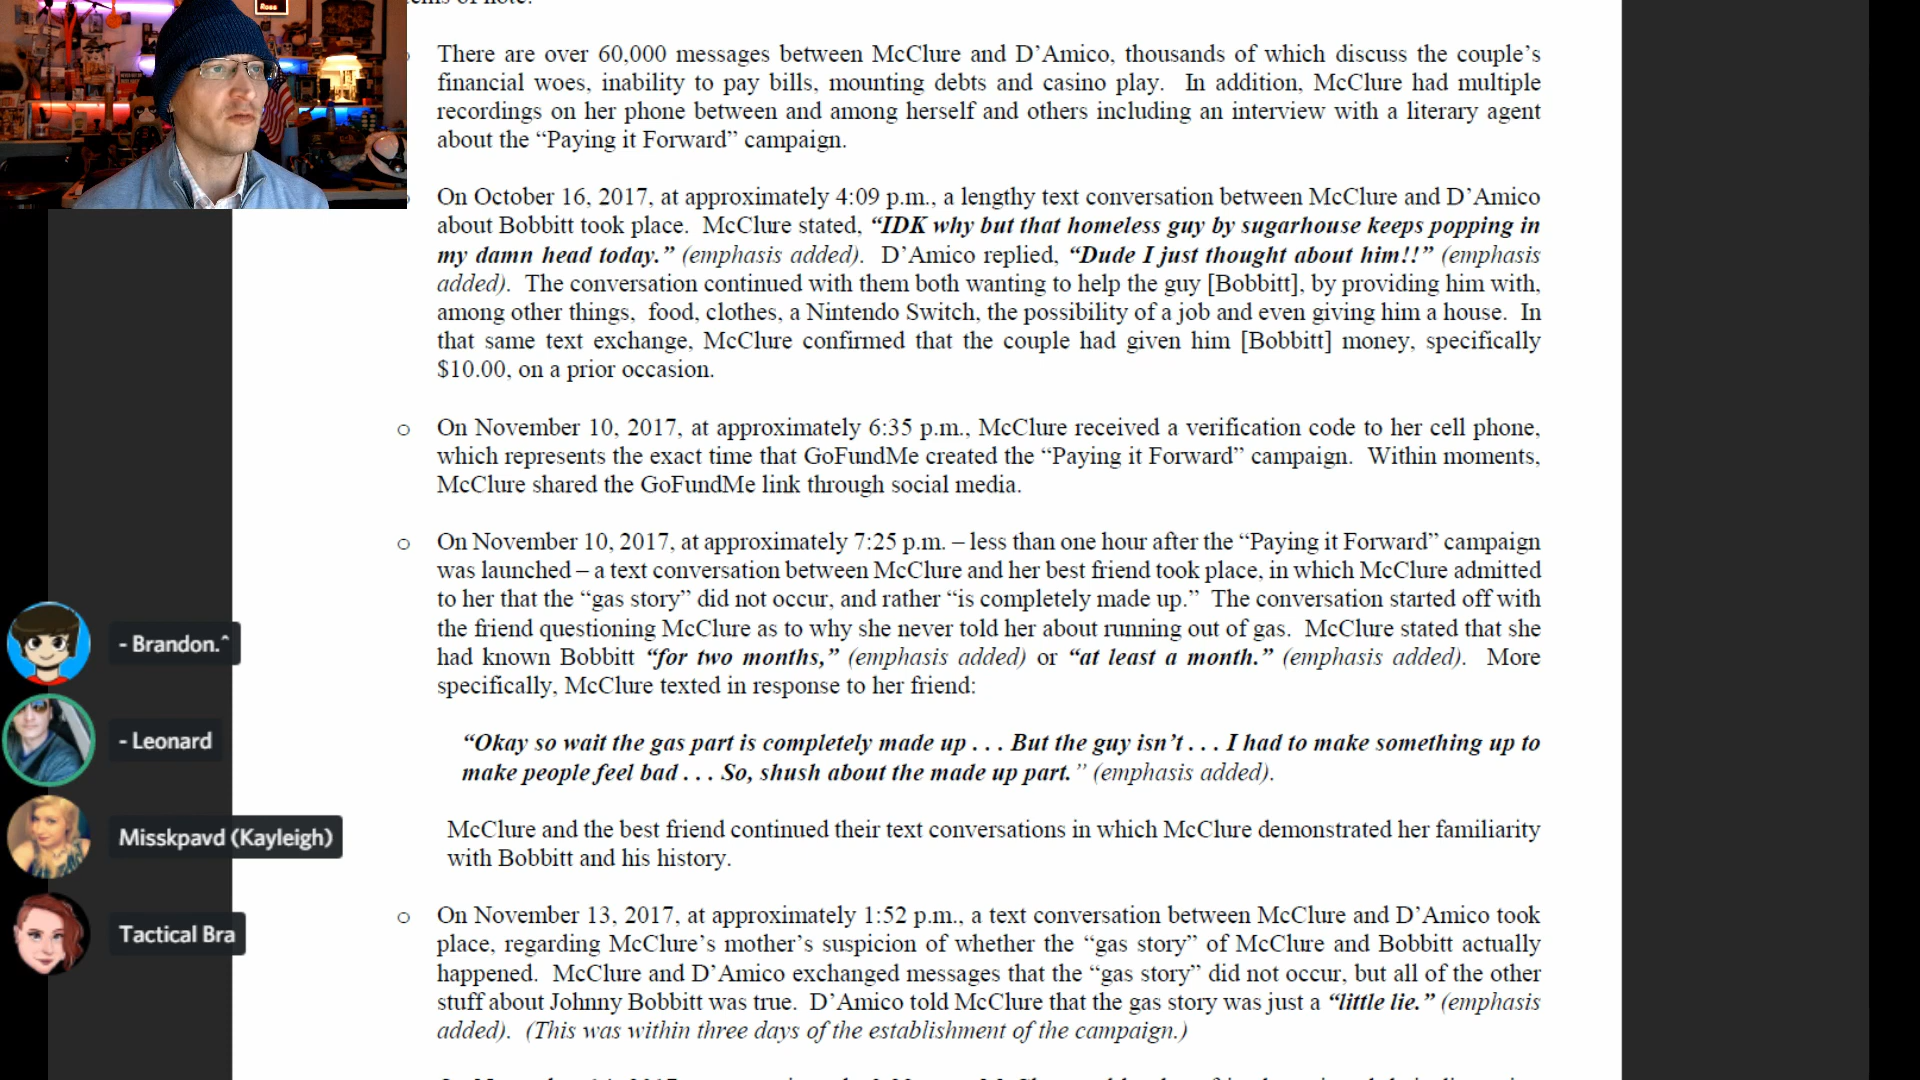 Ross
There are over 60,000 messages between McClure and D’Amico, thousands of which discuss the couple’s
financial woes, inability to pay bills, mounting debts and casino play. In addition, McClure had multiple
recordings on her phone between and among herself and others including an interview with a literary agent
about the “Paying it Forward” campaign.
On October 16, 2017, at approximately 4:09 p.m., a lengthy text conversation between McClure and D’Amico
about Bobbitt took place. McClure stated, “IDK why but that homeless guy by sugarhouse keeps popping in
my damn head today.” (emphasis added). D’Amico replied, “Dude I just thought about him!!” (emphasis
added). The conversation continued with them both wanting to help the guy [Bobbitt], by providing him with,
among other things, food, clothes, a Nintendo Switch, the possibility of a job and even giving him a house. In
that same text exchange, McClure confirmed that the couple had given him [Bobbitt] money, specifically
$10.00, on a prior occasion.
o On November 10, 2017, at approximately 6:35 p.m., McClure received a verification code to her cell phone,
which represents the exact time that GoFundMe created the “Paying it Forward” campaign. Within moments,
McClure shared the GoFundMe link through social media.
o On November 10, 2017, at approximately 7:25 p.m. – less than one hour after the “Paying it Forward” campaign
was launched – a text conversation between McClure and her best friend took place, in which McClure admitted
to her that the “gas story” did not occur, and rather “is completely made up.” The conversation started off with
the friend questioning McClure as to why she never told her about running out of gas. McClure stated that she
had known Bobbitt “for two months,” (emphasis added) or “at least a month.” (emphasis added). More
specifically, McClure texted in response to her friend:
“Okay so wait the gas part is completely made up . . . But the guy isn’t . . . I had to make something up to
make people feel bad . . . So, shush about the made up part.” (emphasis added).
McClure and the best friend continued their text conversations in which McClure demonstrated her familiarity
with Bobbitt and his history.
o On November 13, 2017, at approximately 1:52 p.m., a text conversation between McClure and D’Amico took
place, regarding McClure’s mother’s suspicion of whether the “gas story” of McClure and Bobbitt actually
happened. McClure and D’Amico exchanged messages that the “gas story” did not occur, but all of the other
stuff about Johnny Bobbitt was true. D’Amico told McClure that the gas story was just a “little lie.” (emphasis
added). (This was within three days of the establishment of the campaign.)
- Brandon.^
- Leonard
Misskpavd (Kayleigh)
Tactical Bra